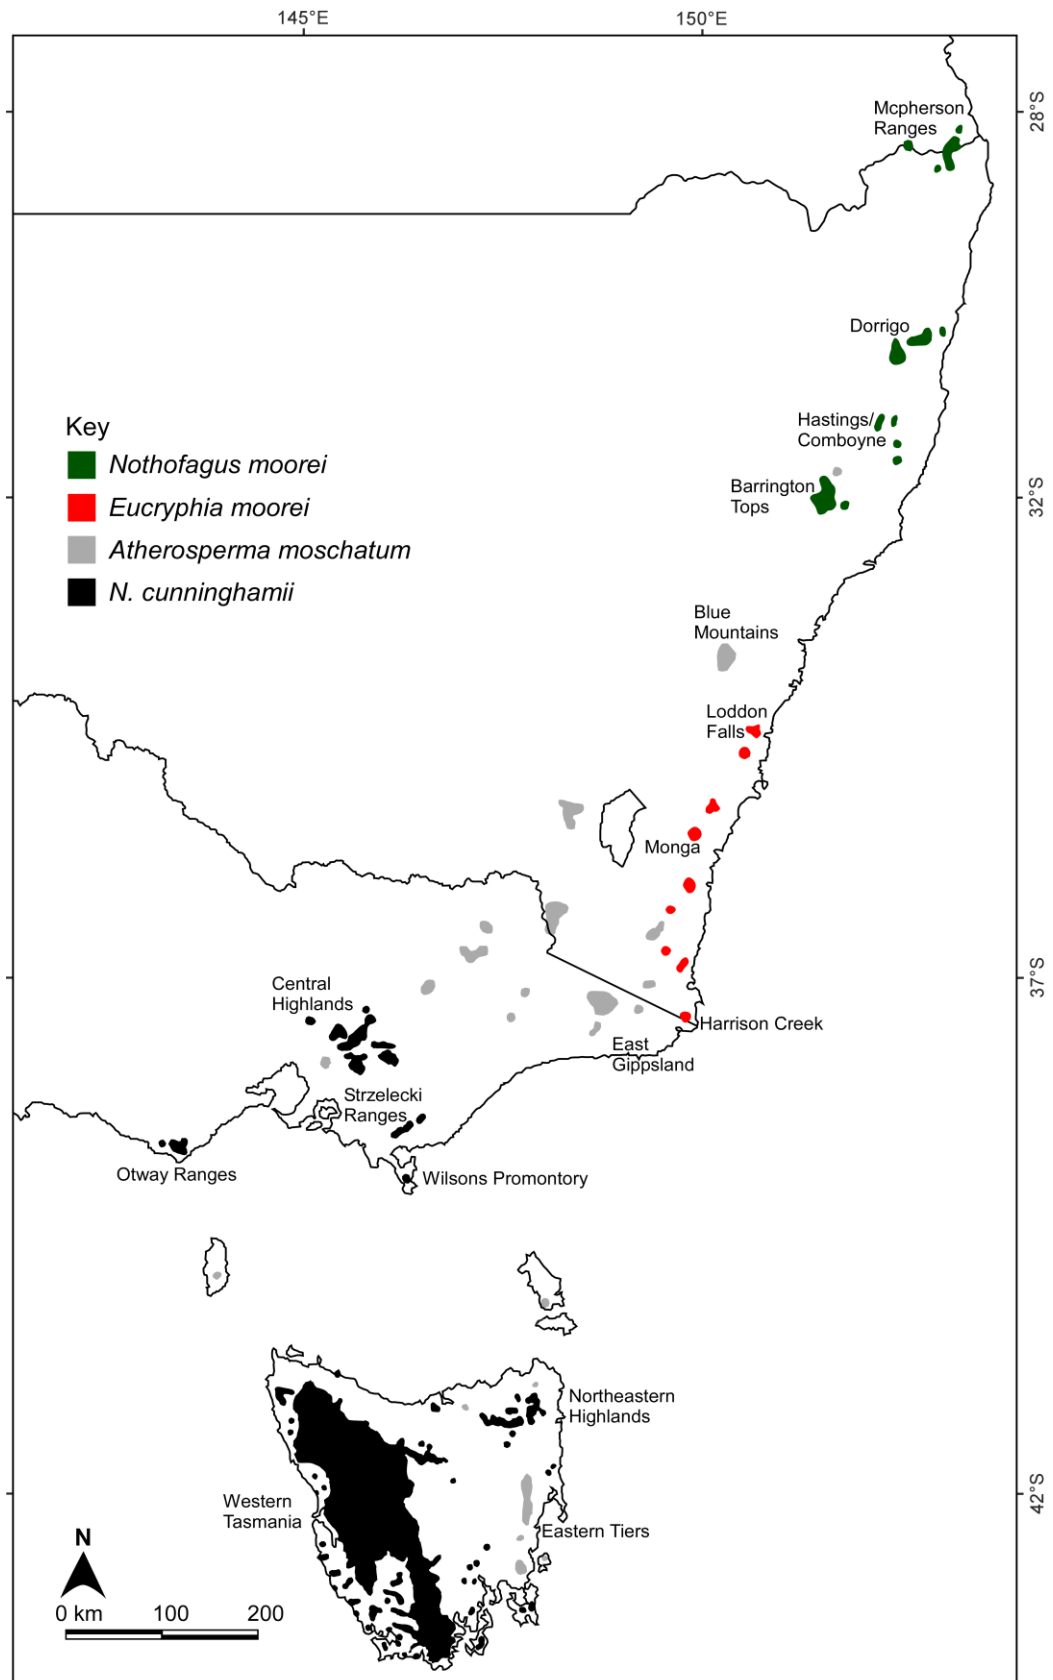 145°E
150°E
28°S
Mcpherson
Ranges
Dorrigo
Hastings/
Comboyne
Key
Nothofagus moorei
Eucryphia moorei
Atherosperma moschatum
N. cunninghamii
Barrington
Tops
32°S
Blue
Mountains
Loddon
Falls
Monga
37°S
Central
Highlands
Harrison Creek
East
Gippsland
Strzelecki
Ranges
Otway Ranges
Wilsons Promontory
Northeastern
Highlands
42°S
Western
Tasmania
Eastern Tiers
N
0 km 100 200